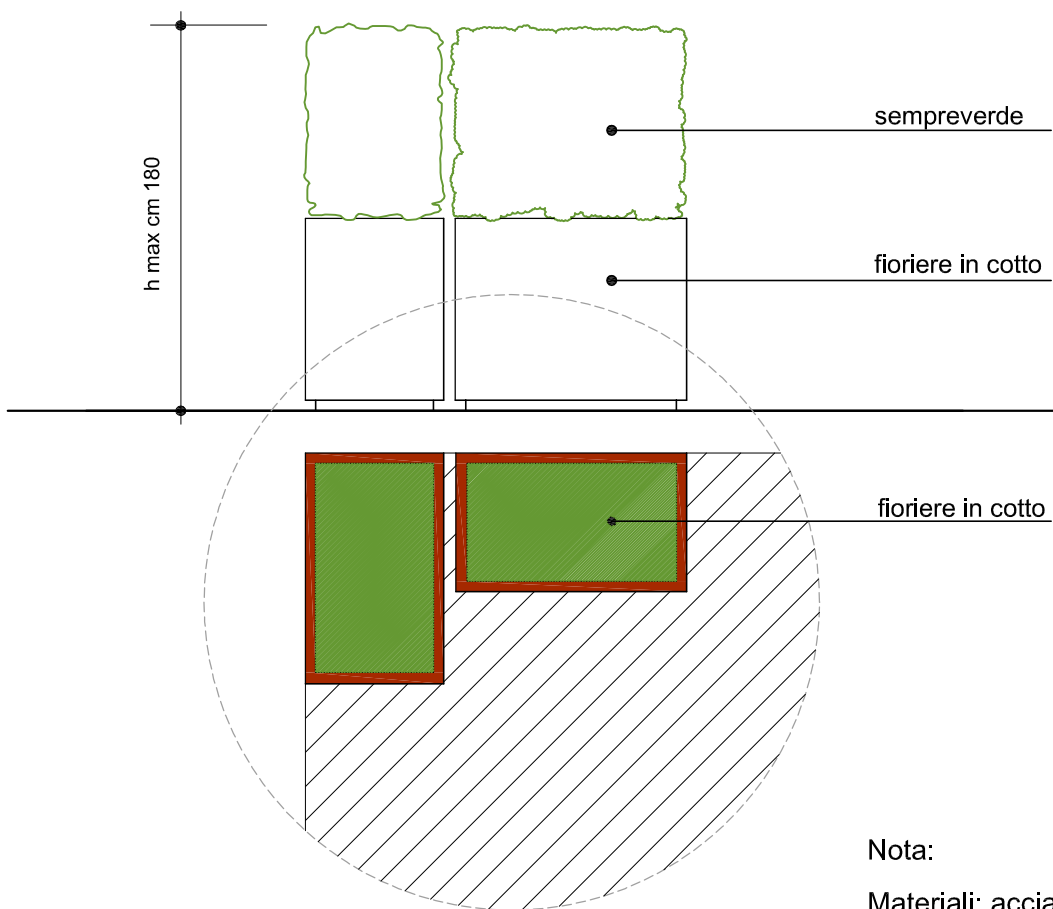 sempreverde
h max cm 180
fioriere in cotto
fioriere in cotto
Nota:
Materiali: